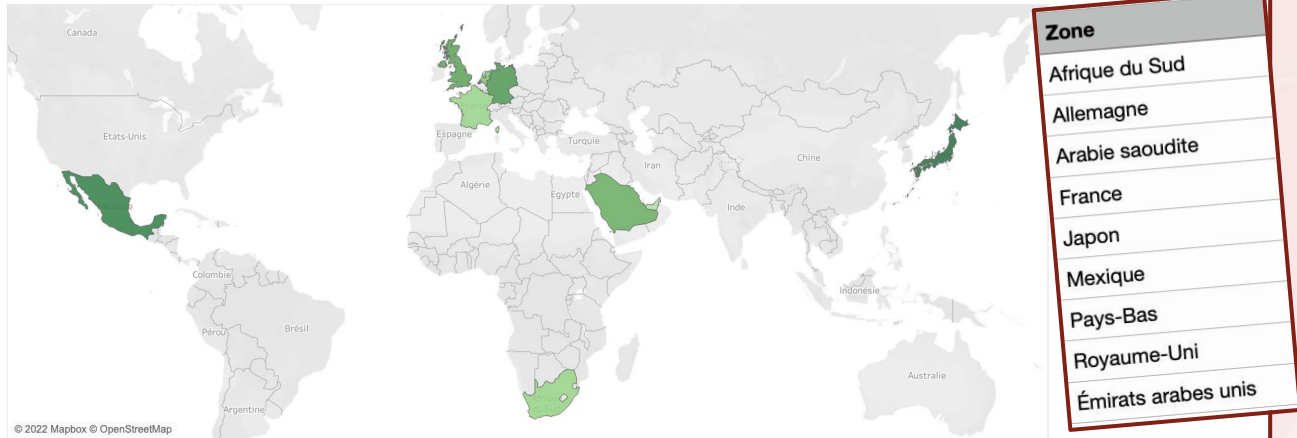 Canada
Etats-Unis
Mexique
Colombie
Pérou
Brésil
Argentine
Espagne
Algérie
Egypte
Turquie
Iran
Chine
Inde
Indonésie
Australie
© 2022 Mapbox © OpenStreetMap
Zone
Afrique du Sud
Allemagne
Arabie saoudite
France
Japon
Mexique
Pays-Bas
Royaume-Uni
Émirats arabes unis